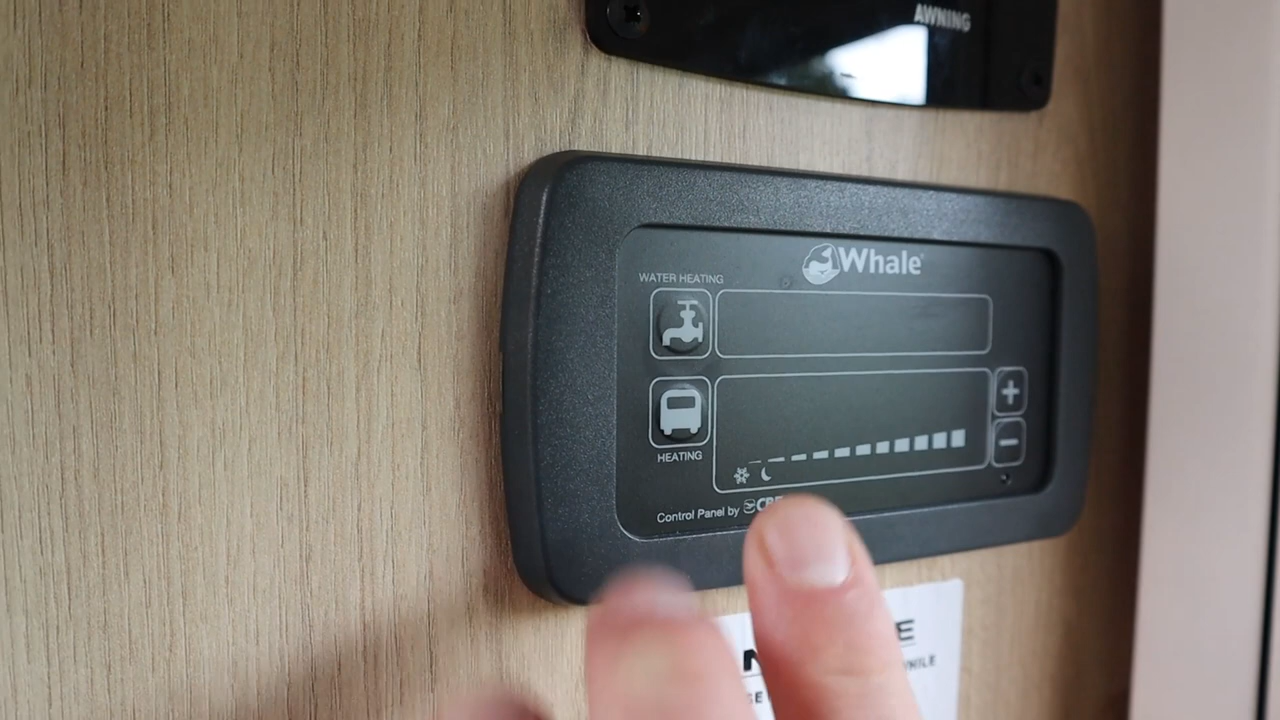 AWNING
Whale
WATER HEATING
+
−
HEATING
Control Panel by